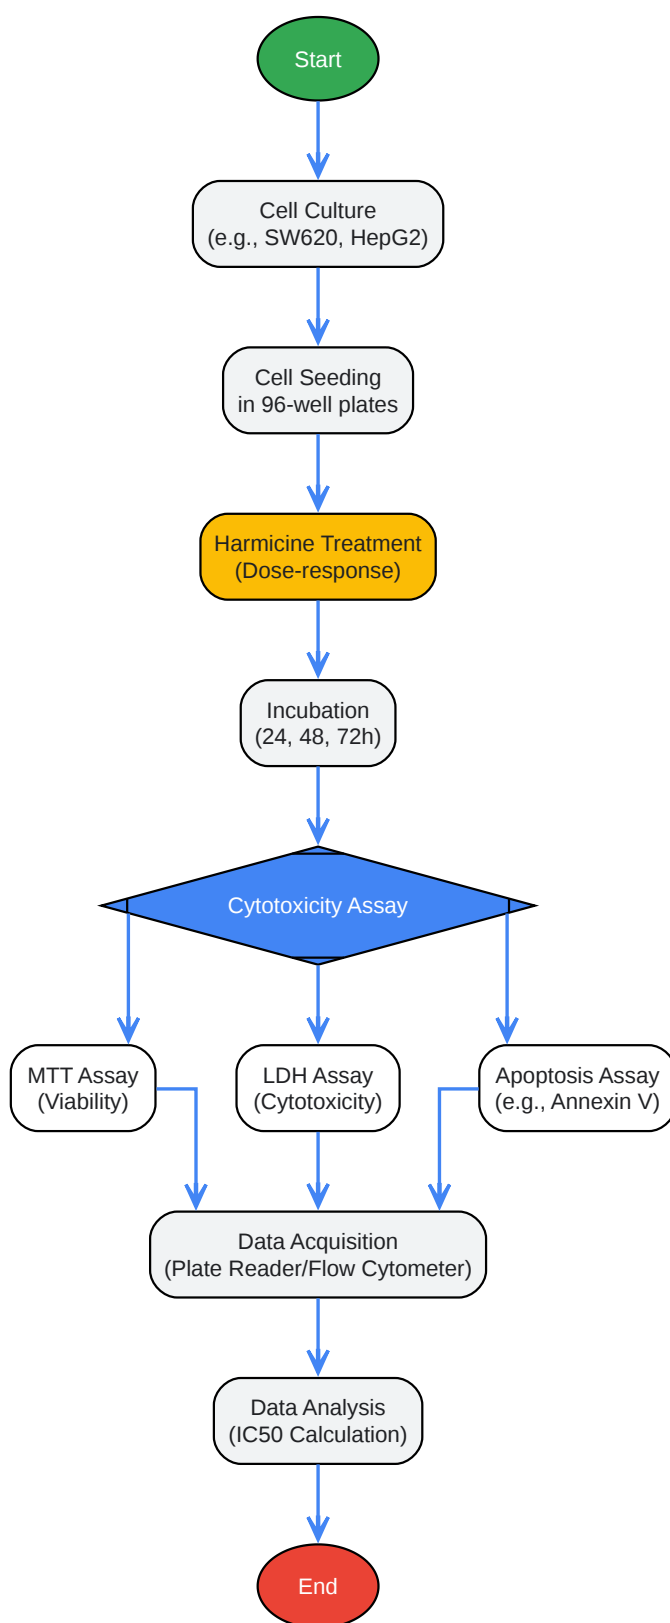 Start
Cell Culture
(e.g., SW620, HepG2)
Cell Seeding
in 96-well plates
Harmicine Treatment
(Dose-response)
Incubation
(24, 48, 72h)
Cytotoxicity Assay
MTT Assay
(Viability)
LDH Assay
(Cytotoxicity)
Apoptosis Assay
(e.g., Annexin V)
Data Acquisition
(Plate Reader/Flow Cytometer)
Data Analysis
(IC50 Calculation)
End